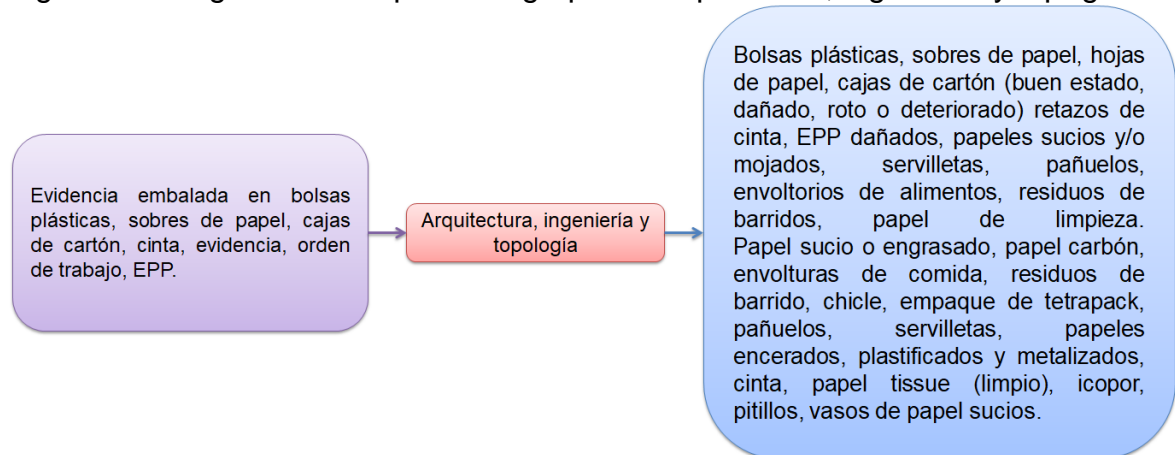 Evidencia embalada en bolsas
plásticas, sobres de papel, cajas
de cartón, cinta, evidencia, orden
de trabajo, EPP.
Arquitectura, ingeniería y
topología
Bolsas plásticas, sobres de papel, hojas
de papel, cajas de cartón (buen estado,
dañado, roto o deteriorado) retazos de
cinta, EPP dañados, papeles sucios y/o
mojados, servilletas, pañuelos,
envoltorios de alimentos, residuos de
barridos, papel de limpieza.
Papel sucio o engrasado, papel carbón,
envolturas de comida, residuos de
barrido, chicle, empaque de tetrapack,
pañuelos, servilletas, papeles
encerados, plastificados y metalizados,
cinta, papel tissue (limpio), icopor,
pitillos, vasos de papel sucios.